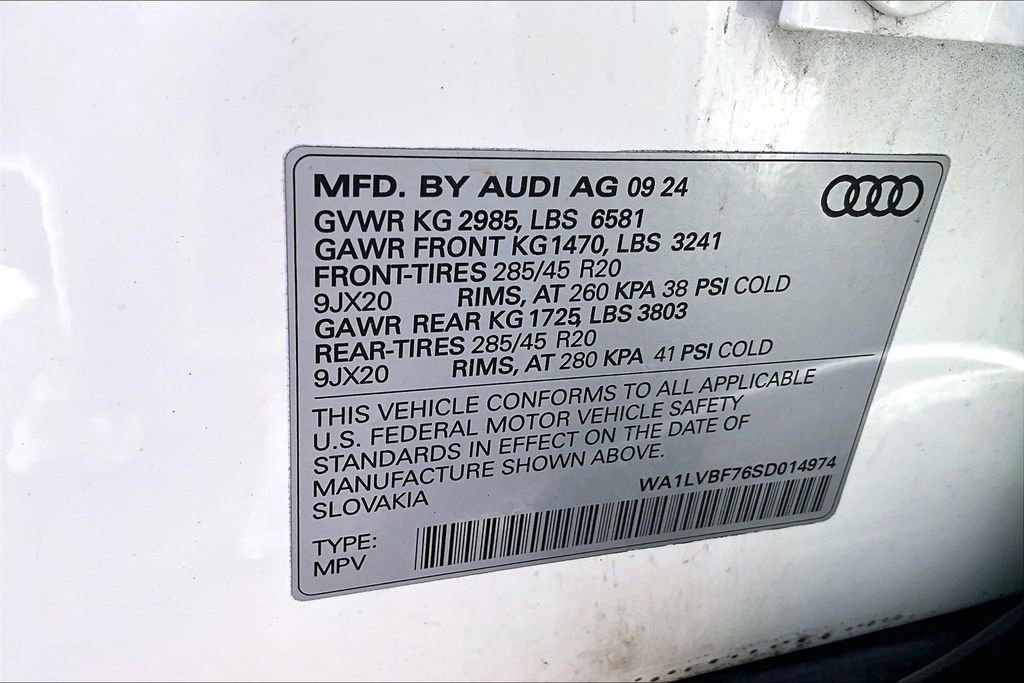 MFD. BY AUDI AG 09 24
GVWR KG 2985, LBS 6581
GAWR FRONT KG1470, LBS 3241
FRONT-TIRES 285/45 R20
9JX20 RIMS, AT 260 KPA 38 PSI COLD
GAWR REAR KG 1725, LBS 3803
REAR-TIRES 285/45 R20
9JX20 RIMS, AT 280 KPA 41 PSI COLD
THIS VEHICLE CONFORMS TO ALL APPLICABLE
U.S. FEDERAL MOTOR VEHICLE SAFETY
STANDARDS IN EFFECT ON THE DATE OF
MANUFACTURE SHOWN ABOVE.
SLOVAKIA
WA1LVBF76SD014974
TYPE:
MPV